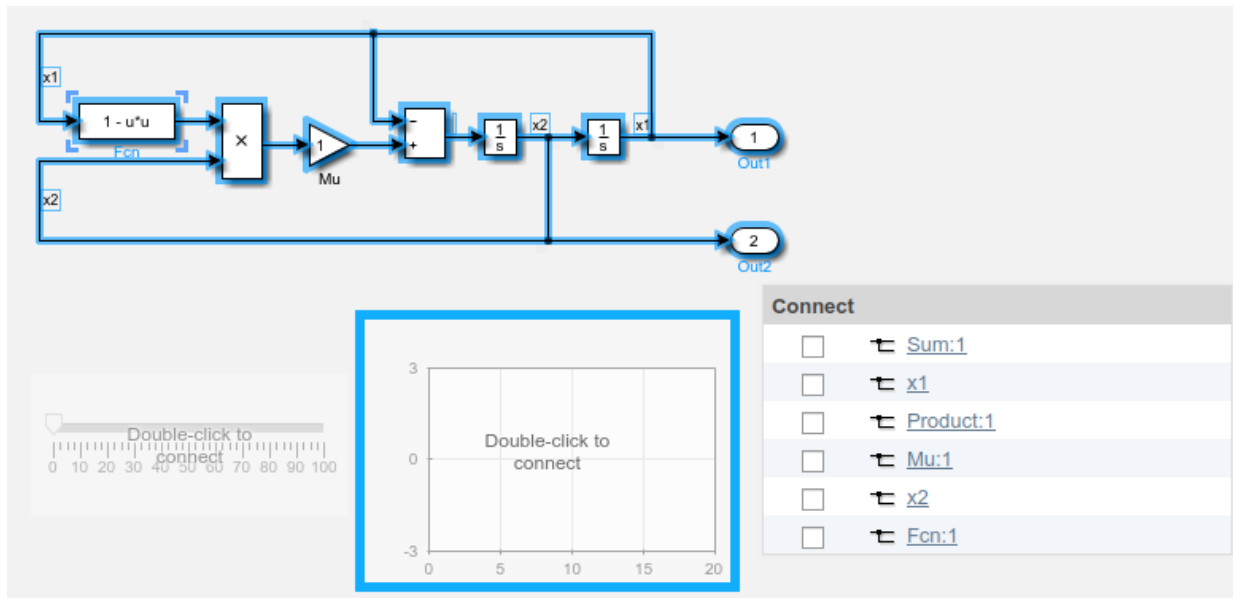 x1
1 - u*u
Fcn
×
1
Mu
−
+
1
s
x2
1
s
x1
1
Out1
x2
2
Out2
Double-click to
connect
0 10 20 30 40 50 60 70 80 90 100
3
0
-3
Double-click to
connect
0 5 10 15 20
Connect
Sum:1
x1
Product:1
Mu:1
x2
Fcn:1